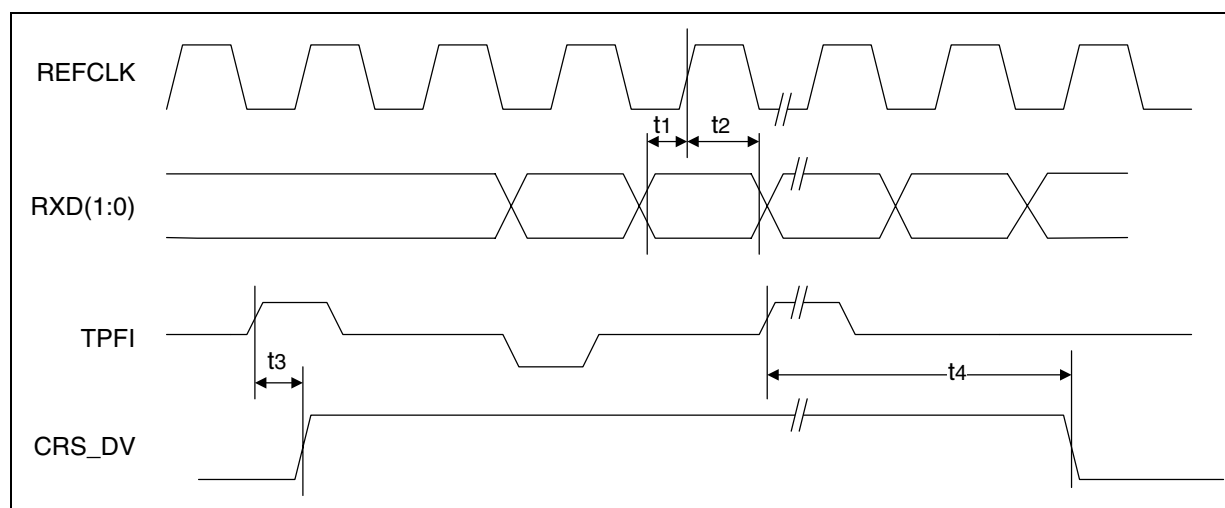 REFCLK
t1
t2
RXD(1:0)
TPFI
t3
t4
CRS_DV